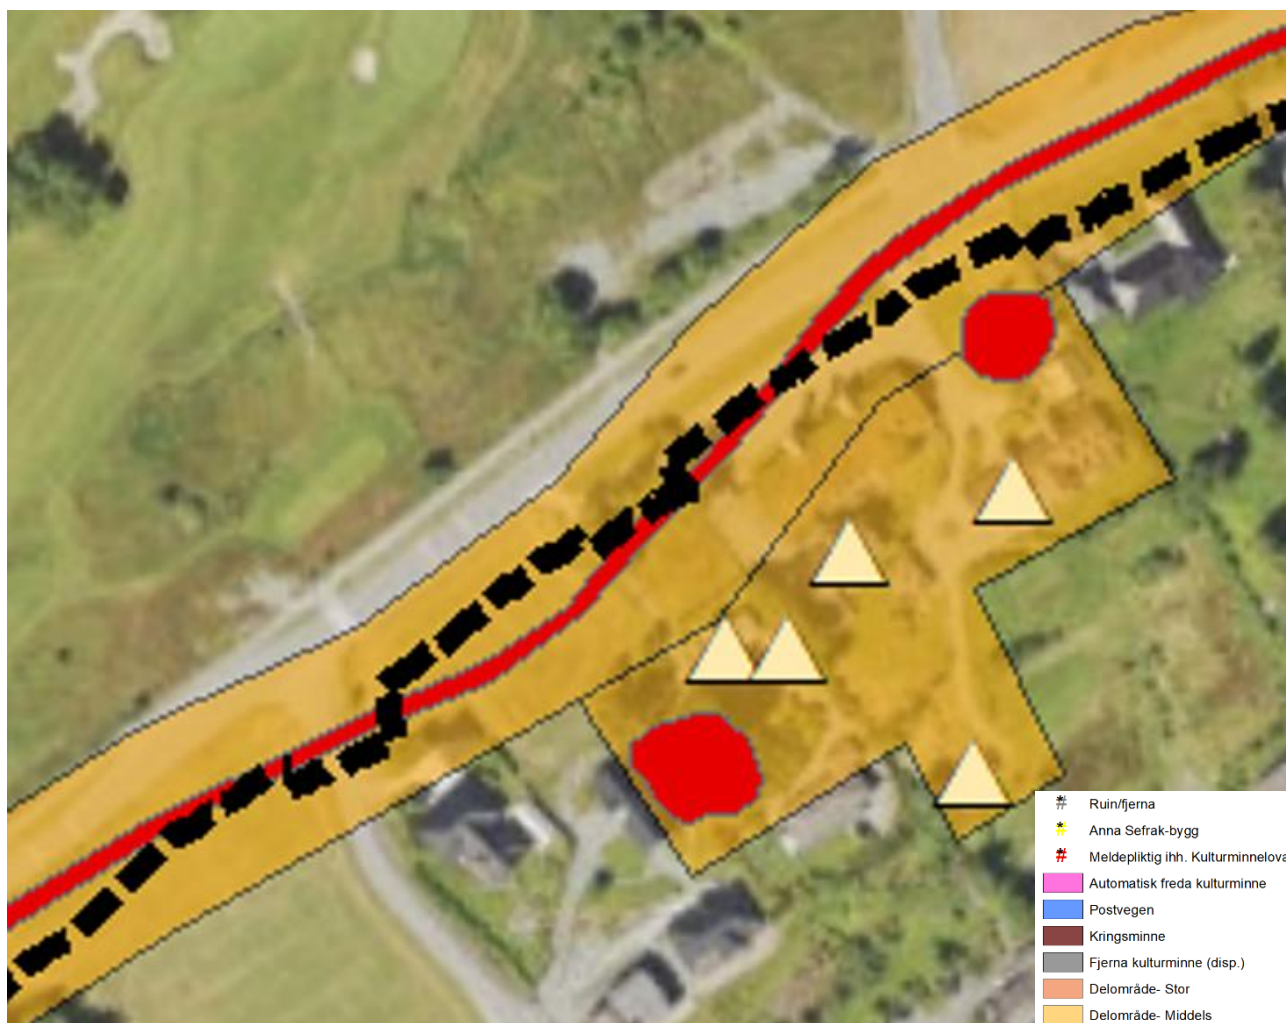 Ruin/fjerna
Anna Sefrak-bygg
Meldepliktig ihh. Kulturminnelova
Automatisk freda kulturminne
Postvegen
Kringsminne
Fjerna kulturminne (disp.)
Delområde- Stor
Delområde- Middels